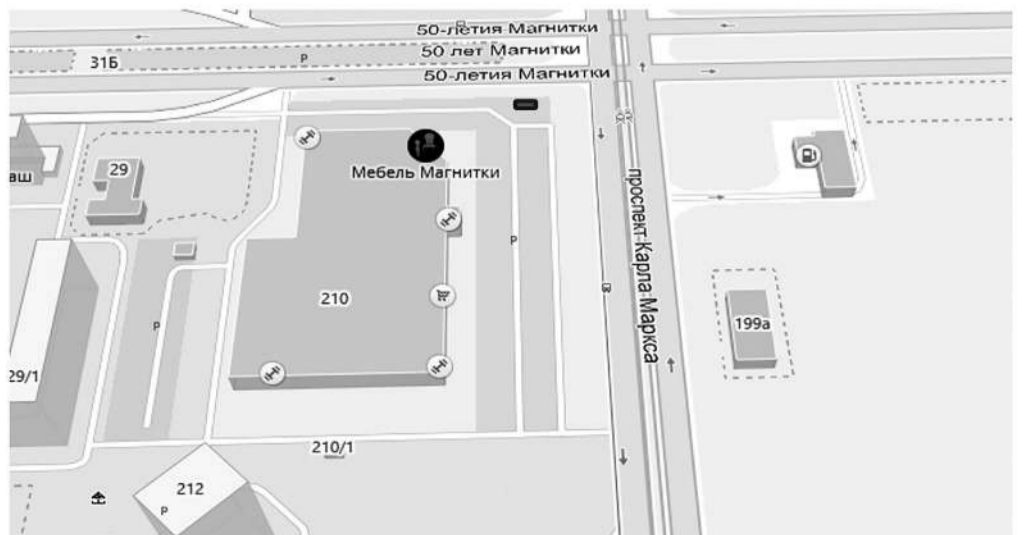 50-летия Магнитки
50 лет Магнитки
31Б
P
50-летия Магнитки
29
аш
Мебель Магнитки
проспект Карла Маркса
P
210
199а
P
29/1
210/1
212
P